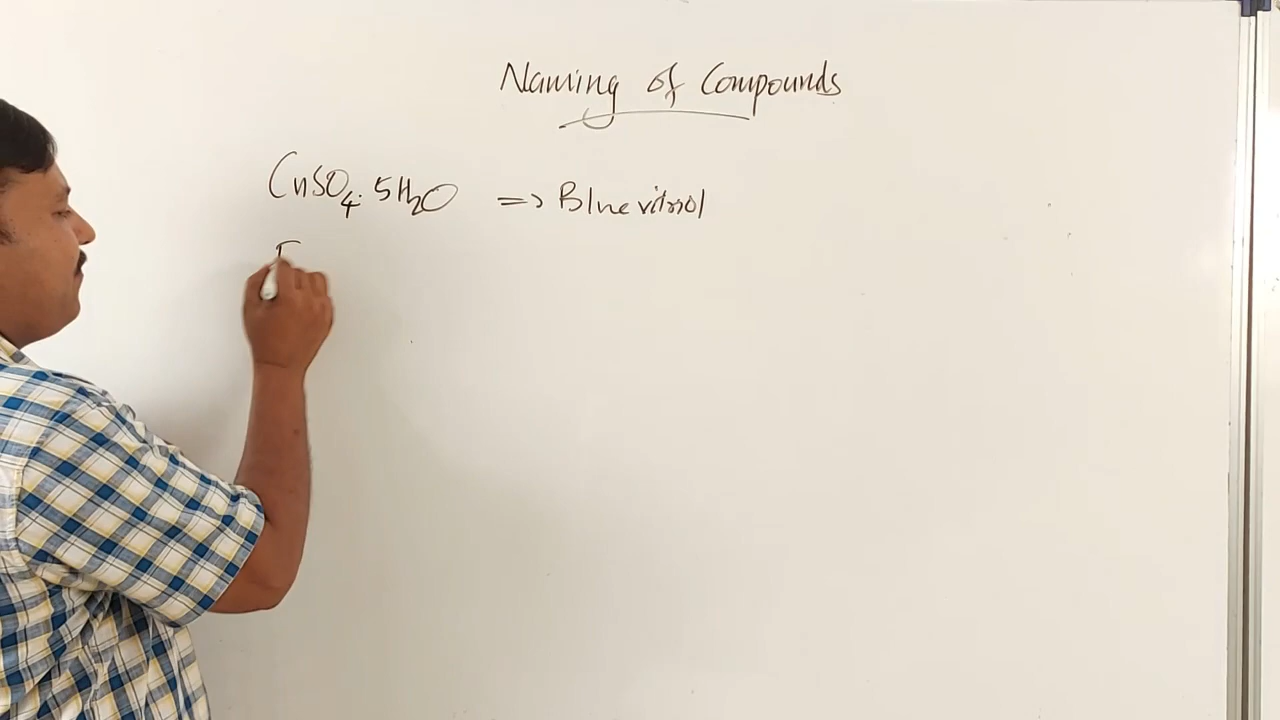 Naming of Compounds
CuSO4.5H2O => Blue vitriol
F